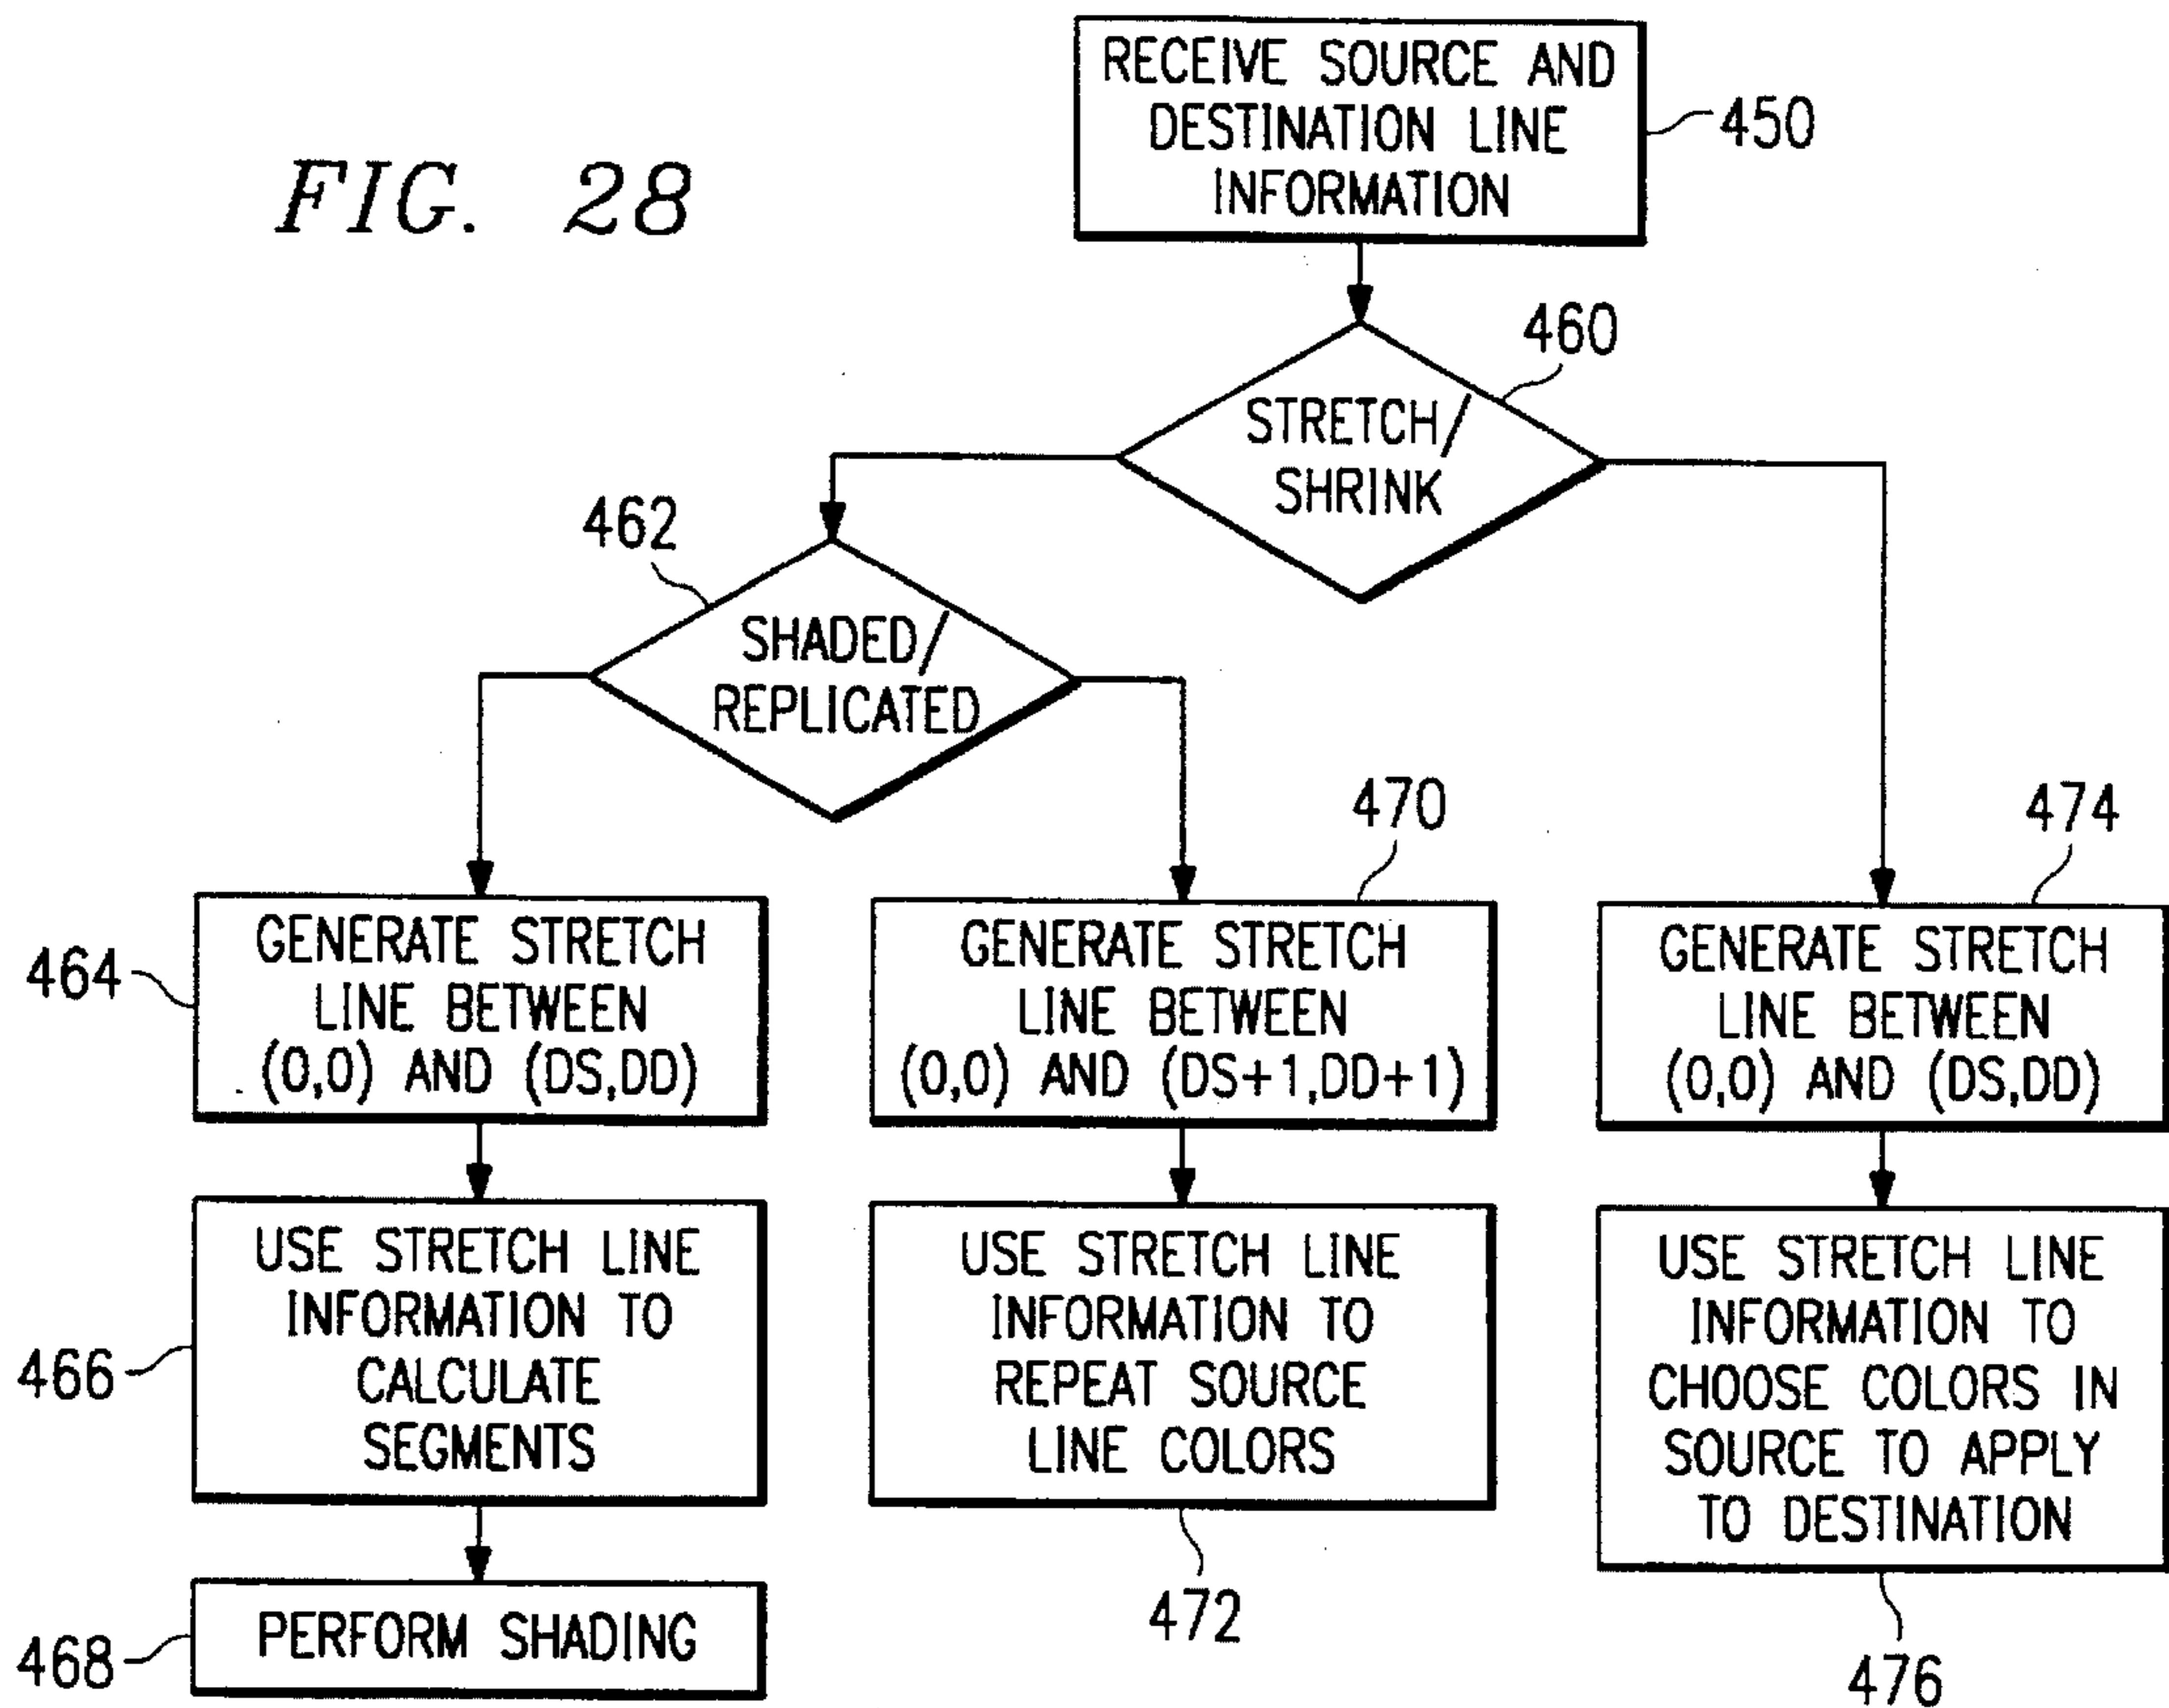 FIG. 28
RECEIVE SOURCE AND
DESTINATION LINE
INFORMATION
450
460
STRETCH/
SHRINK
462
SHADED/
REPLICATED
464
GENERATE STRETCH
LINE BETWEEN
(0,0) AND (DS,DD)
470
GENERATE STRETCH
LINE BETWEEN
(0,0) AND (DS+1,DD+1)
474
GENERATE STRETCH
LINE BETWEEN
(0,0) AND (DS,DD)
466
USE STRETCH LINE
INFORMATION TO
CALCULATE
SEGMENTS
USE STRETCH LINE
INFORMATION TO
REPEAT SOURCE
LINE COLORS
472
USE STRETCH LINE
INFORMATION TO
CHOOSE COLORS IN
SOURCE TO APPLY
TO DESTINATION
476
468
PERFORM SHADING